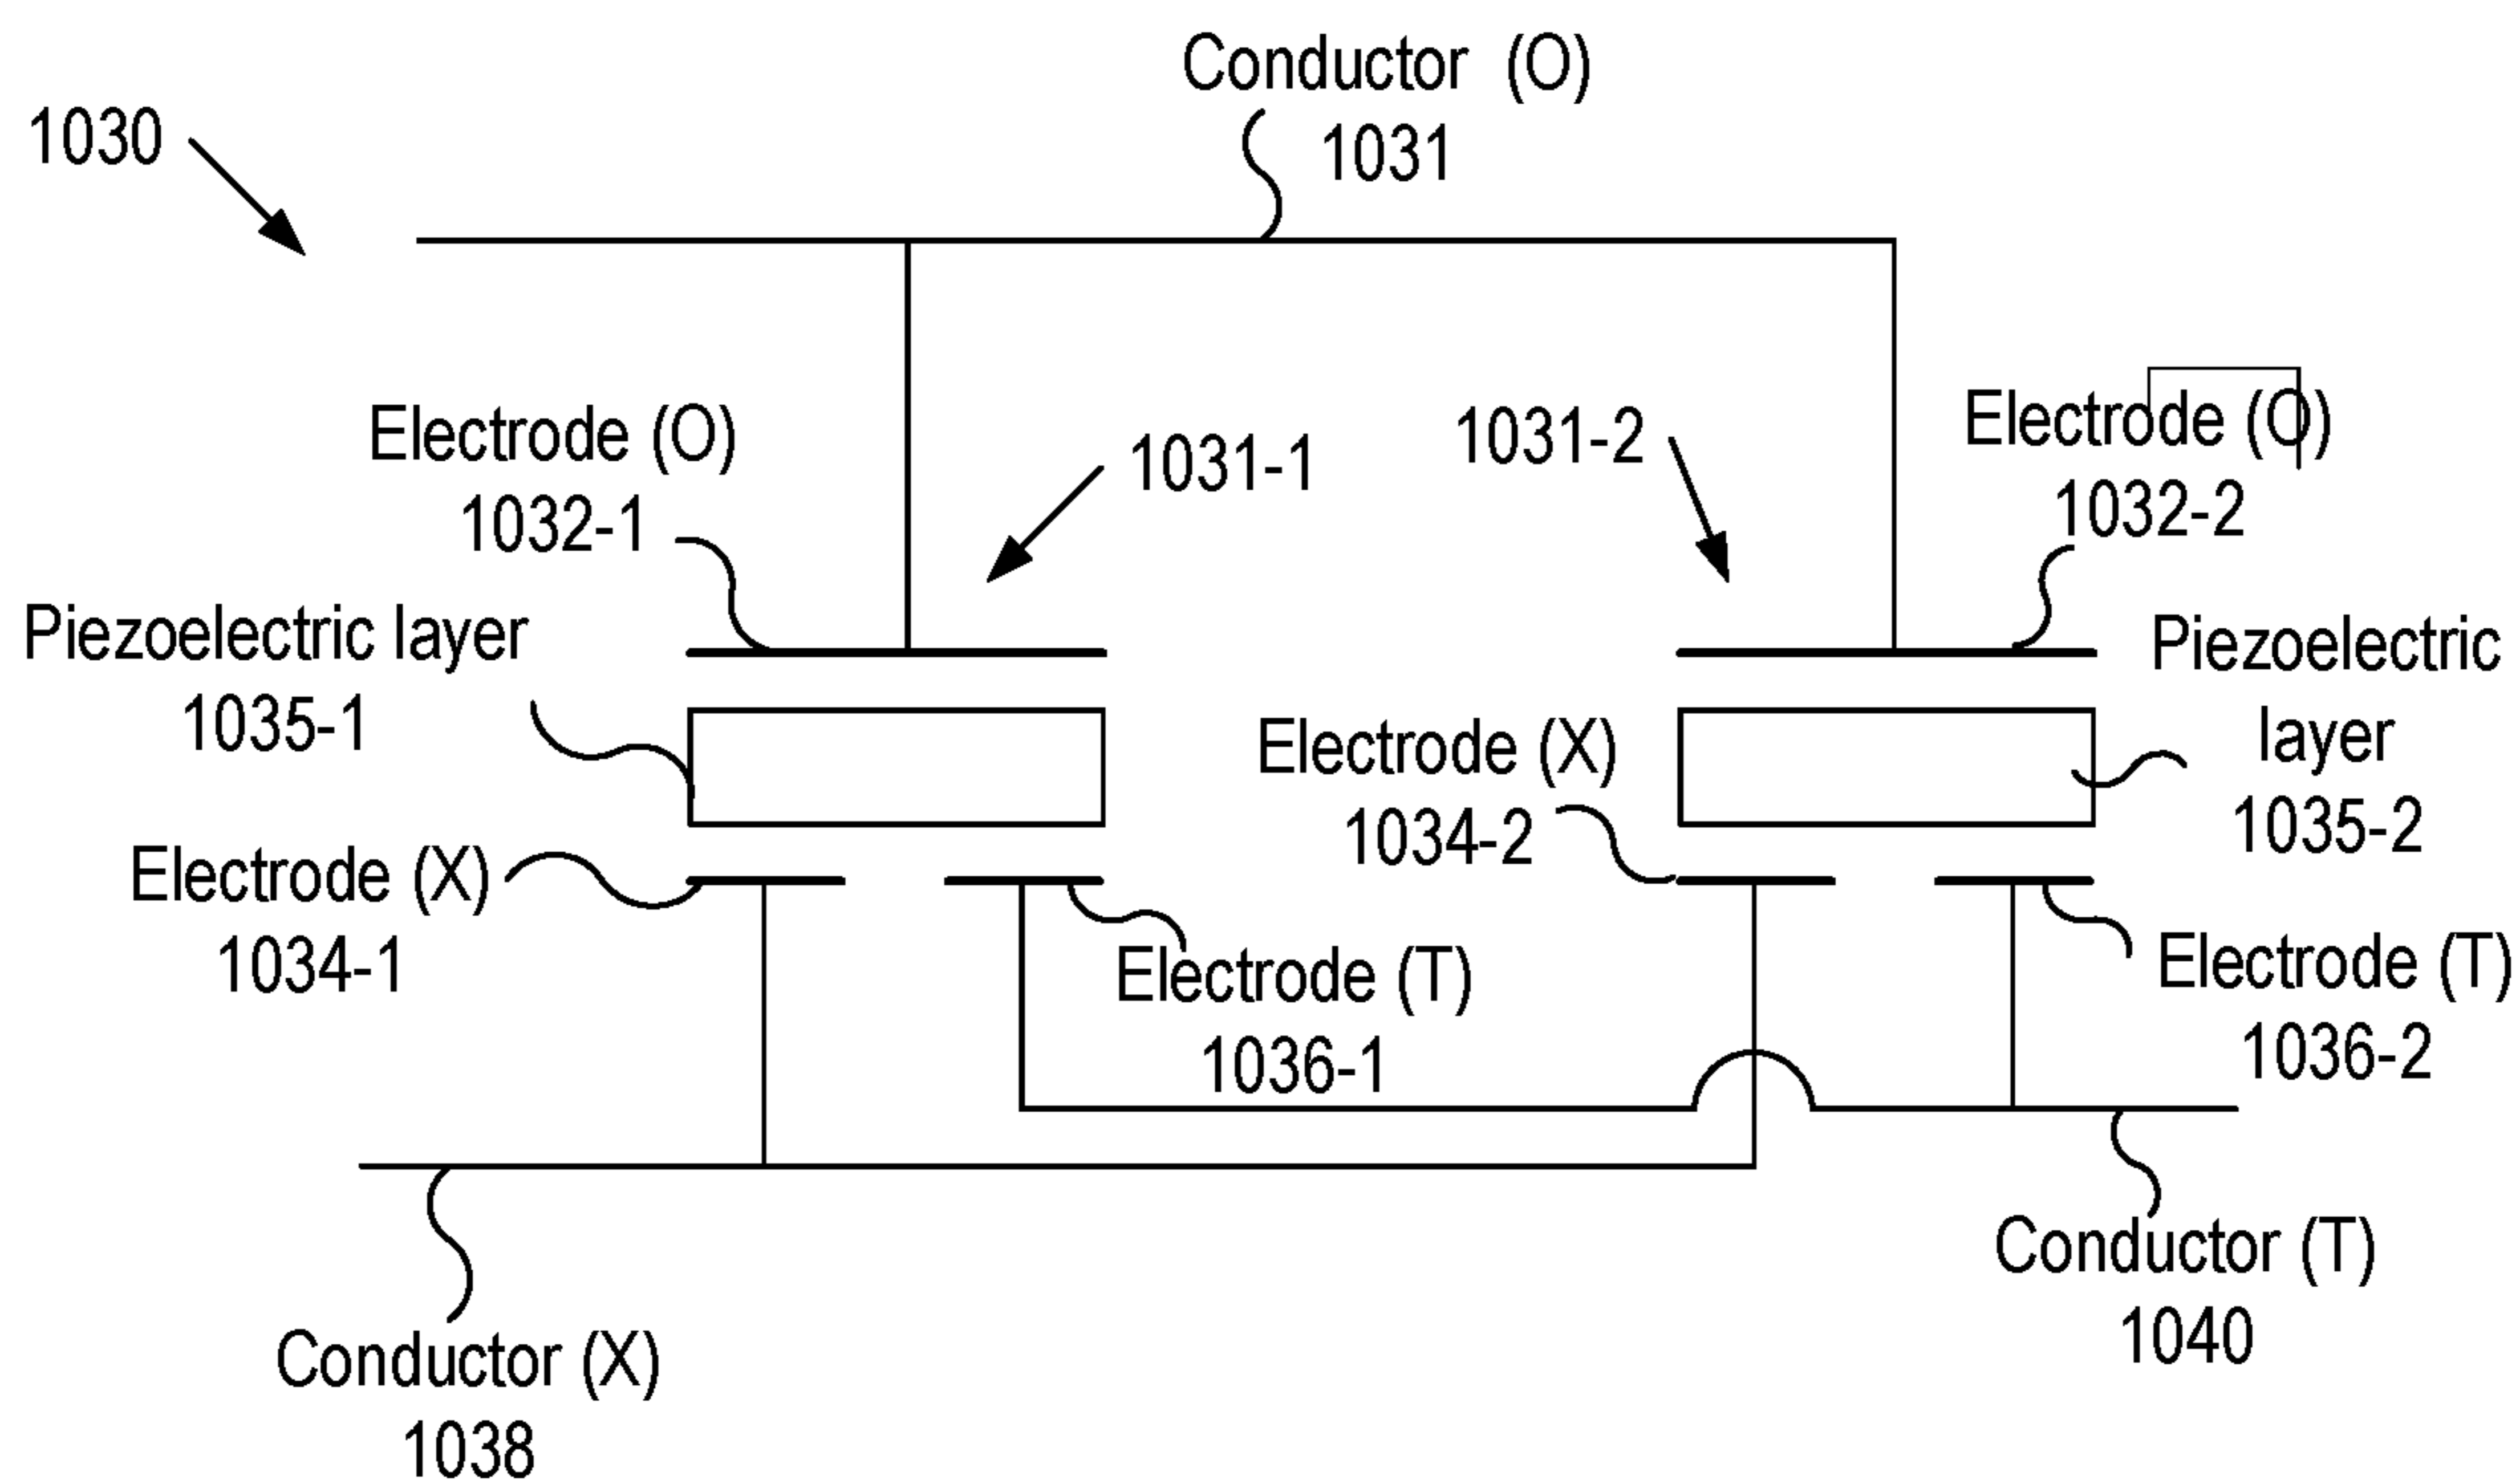 Conductor (O)
1031
1030
Electrode (O)
1032-1
1031-1
1031-2
Electrode (O)
1032-2
Piezoelectric layer
1035-1
Piezoelectric
layer
1035-2
Electrode (X)
1034-2
Electrode (X)
1034-1
Electrode (T)
1036-1
Electrode (T)
1036-2
Conductor (T)
1040
Conductor (X)
1038